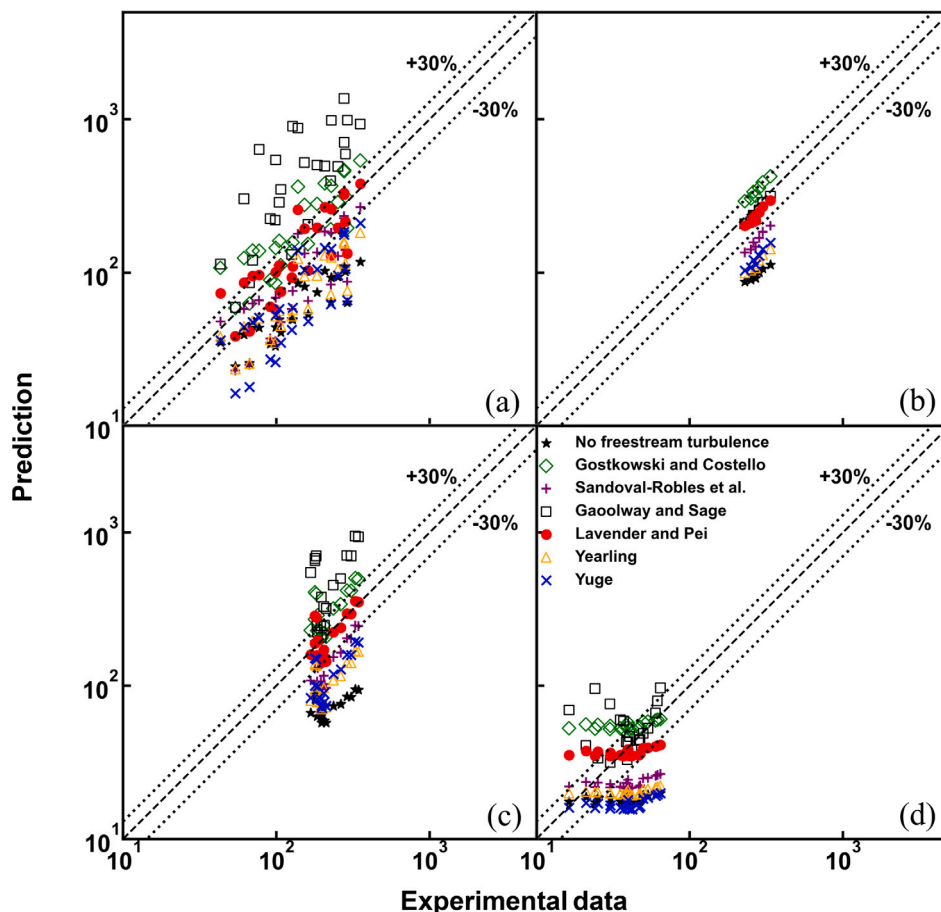 +30%
-30%
(a)
10³
10²
10¹
+30%
-30%
(b)
Prediction
+30%
-30%
(c)
10³
10²
10¹
10¹
10²
10³
No freestream turbulence
Gostkowski and Costello
Sandoval-Robles et al.
Gaoolway and Sage
Lavender and Pei
Yearling
Yuge
+30%
-30%
(d)
10¹
10²
10³
Experimental data